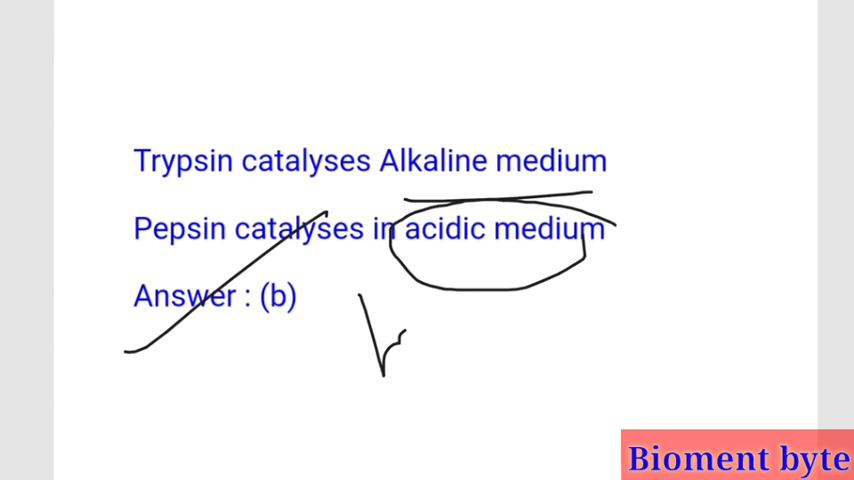 Trypsin catalyses Alkaline medium
Pepsin catalyses in acidic medium
Answer : (b)
Bioment byte